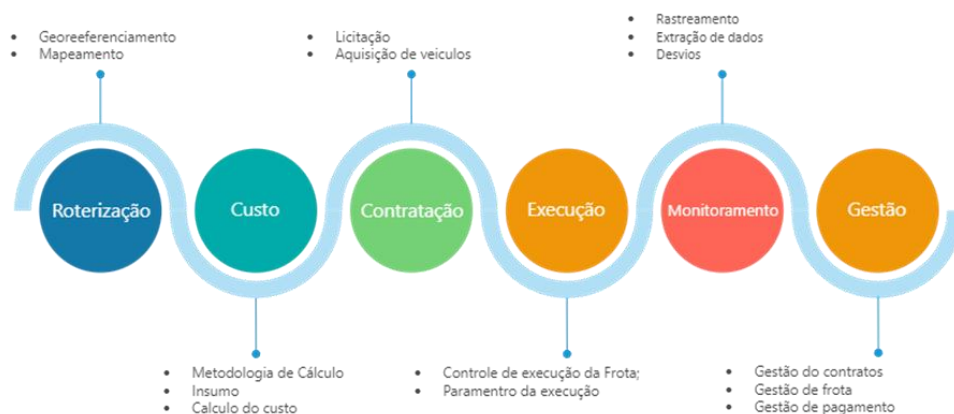 • Georeeferenciamento
• Mapeamento
• Licitação
• Aquisição de veiculos
• Rastreamento
• Extração de dados
• Desvios
Roterização
Custo
Contratação
Execução
Monitoramento
Gestão
• Metodologia de Cálculo
• Insumo
• Calculo do custo
• Controle de execução da Frota;
• Paramentro da execução
• Gestão do contratos
• Gestão de frota
• Gestão de pagamento